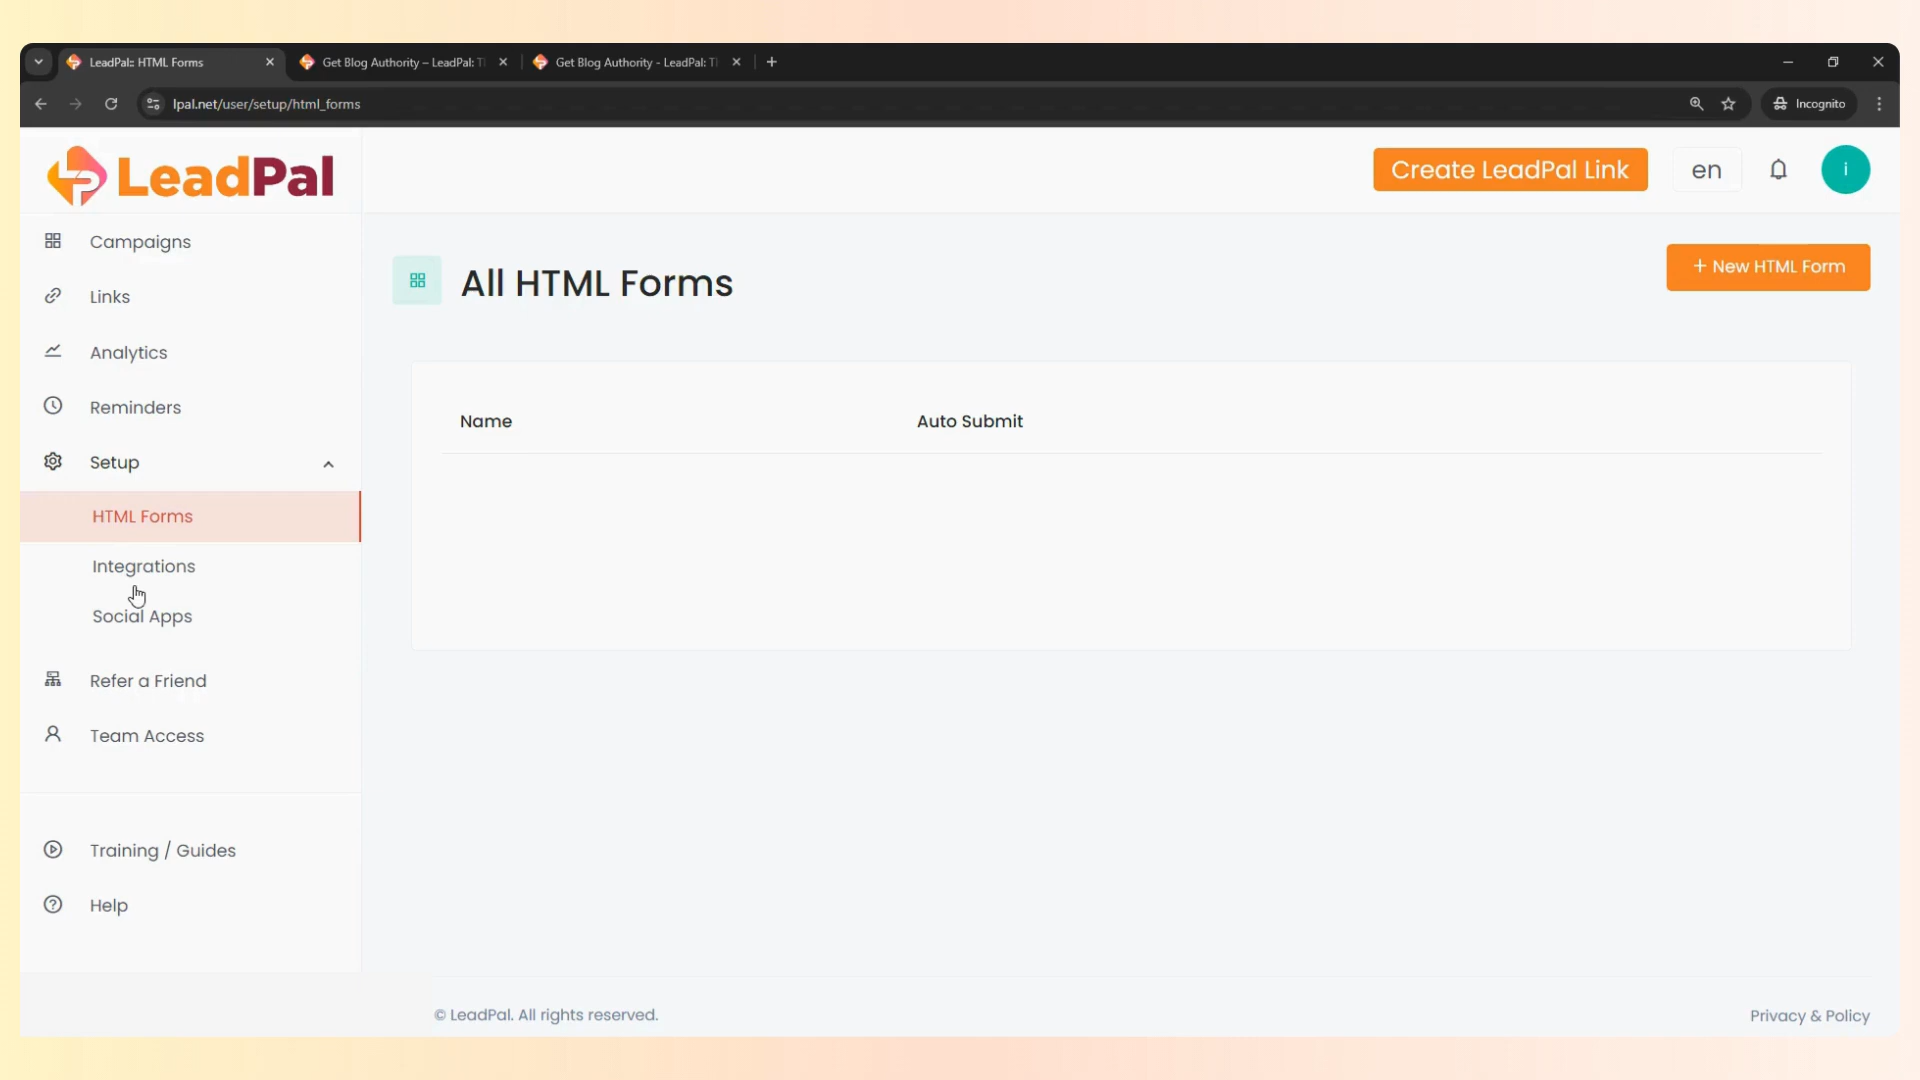 LeadPal:: HTML Forms
Get Blog Authority – LeadPal: T
Get Blog Authority - LeadPal: T
lpal.net/user/setup/html_forms
Incognito
LeadPal
Create LeadPal Link
en
i
Campaigns
Links
Analytics
Reminders
Setup
HTML Forms
Integrations
Social Apps
Refer a Friend
Team Access
Training / Guides
Help
All HTML Forms
+ New HTML Form
Name
Auto Submit
© LeadPal. All rights reserved.
Privacy & Policy